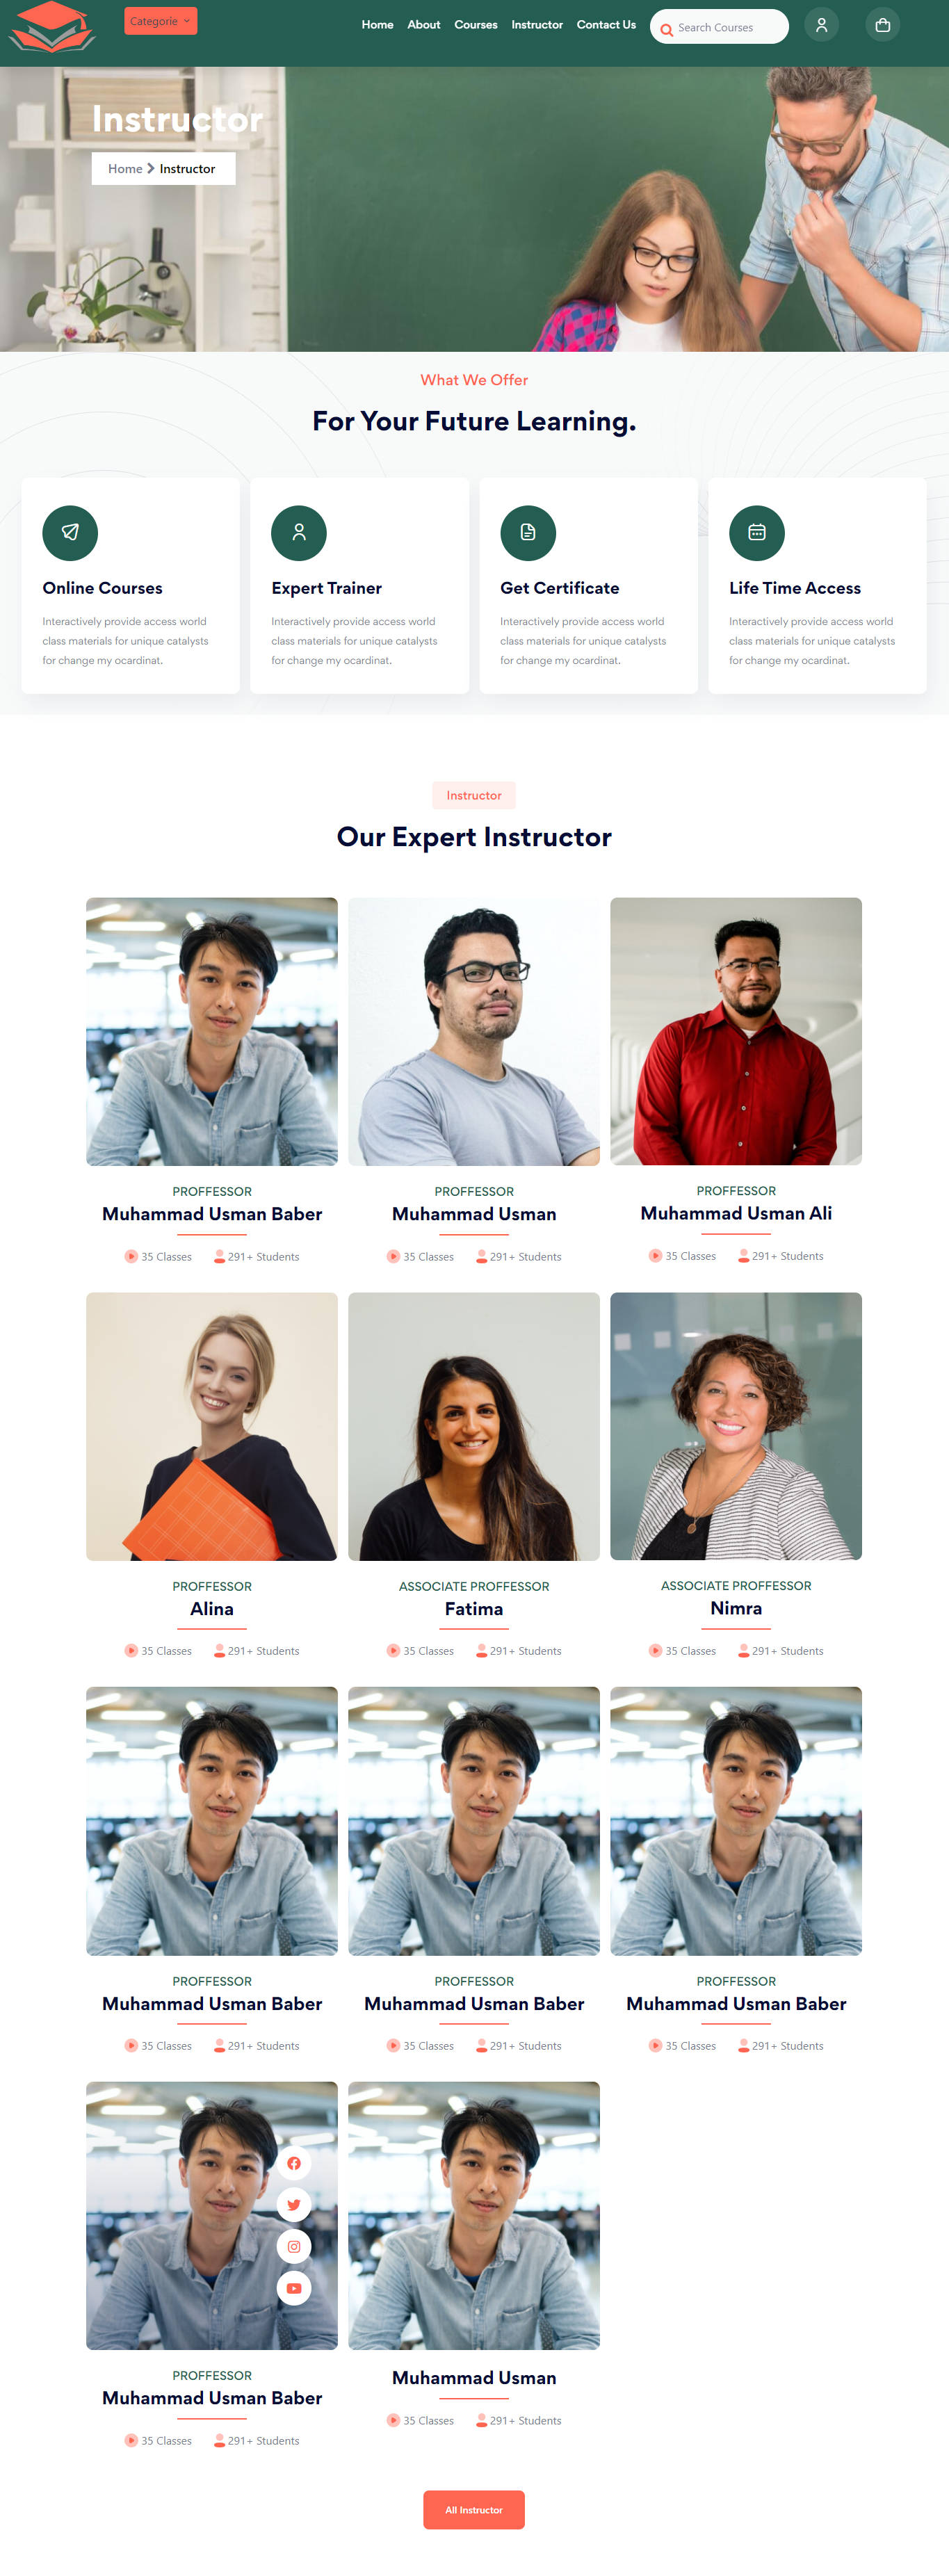 Categorie
Home About Courses Instructor Contact Us
Search Courses
Instructor
Home Instructor
What We Offer
For Your Future Learning.
Online Courses
Interactively provide access world
class materials for unique catalysts
for change my ocardinat.
Expert Trainer
Interactively provide access world
class materials for unique catalysts
for change my ocardinat.
Get Certificate
Interactively provide access world
class materials for unique catalysts
for change my ocardinat.
Life Time Access
Interactively provide access world
class materials for unique catalysts
for change my ocardinat.
Instructor
Our Expert Instructor
PROFFESSOR
Muhammad Usman Baber
35 Classes 291+ Students
PROFFESSOR
Muhammad Usman
35 Classes 291+ Students
PROFFESSOR
Muhammad Usman Ali
35 Classes 291+ Students
PROFFESSOR
Alina
35 Classes 291+ Students
ASSOCIATE PROFFESSOR
Fatima
35 Classes 291+ Students
ASSOCIATE PROFFESSOR
Nimra
35 Classes 291+ Students
PROFFESSOR
Muhammad Usman Baber
35 Classes 291+ Students
PROFFESSOR
Muhammad Usman Baber
35 Classes 291+ Students
PROFFESSOR
Muhammad Usman Baber
35 Classes 291+ Students
PROFFESSOR
Muhammad Usman Baber
35 Classes 291+ Students
Muhammad Usman
35 Classes 291+ Students
All Instructor